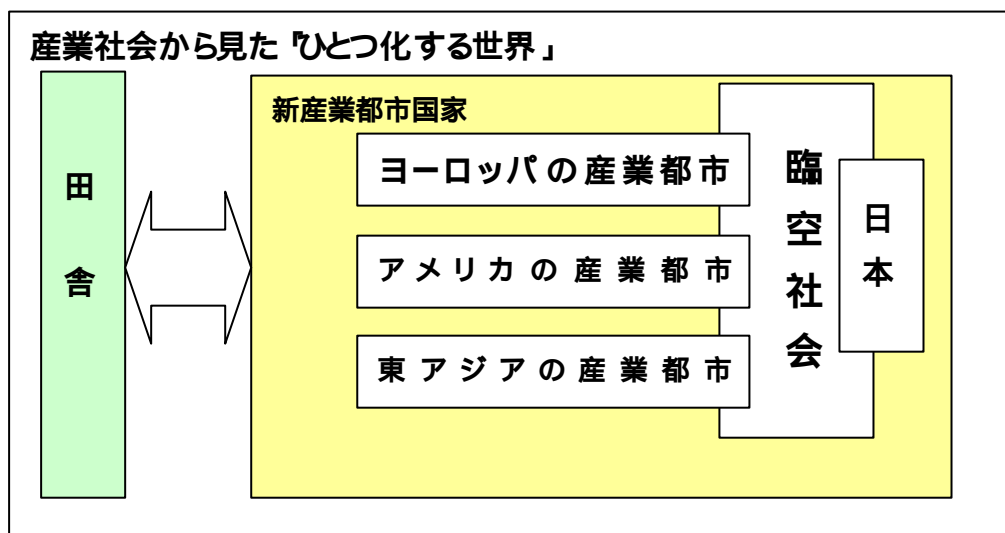 産業社会から見た『ひとつ化する世界」
新産業都市国家
田舎
ヨーロッパの産業都市
アメリカの産業都市
東アジアの産業都市
臨空社会
日本